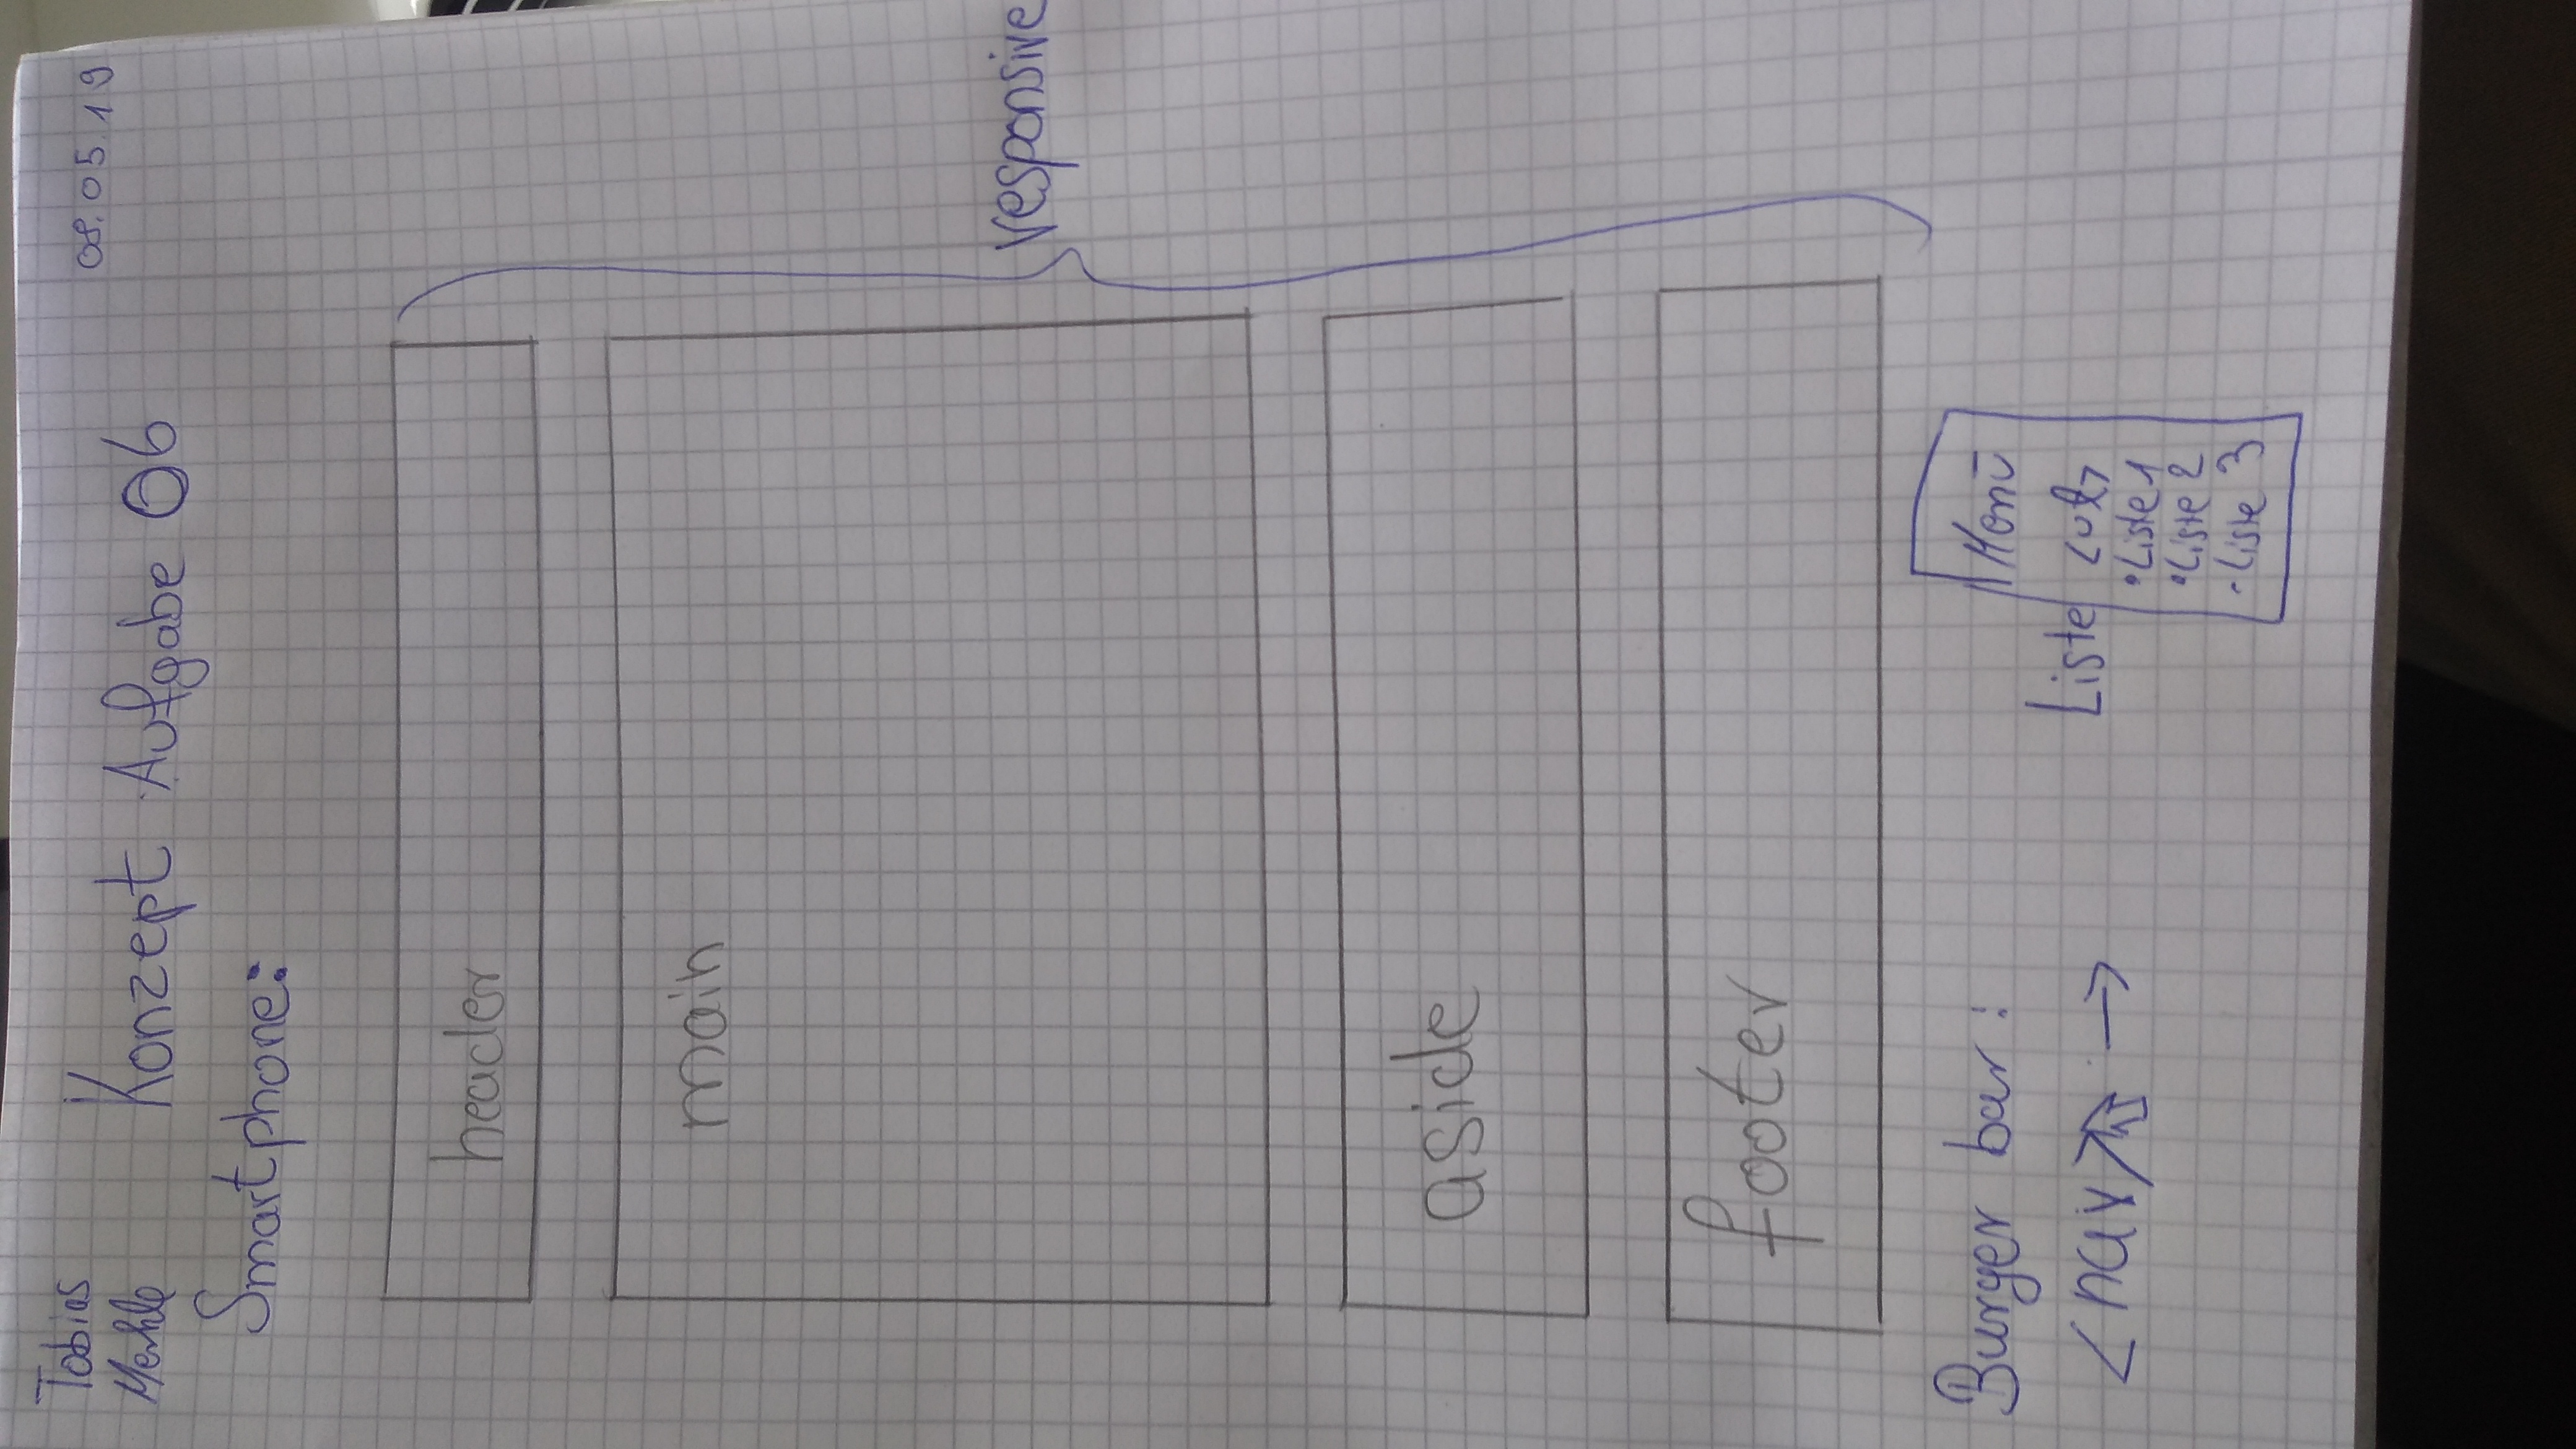 Tobias
08.05.19
Konzept Aufgabe 06
Smartphone:
header
main
responsive
aside
footer
Burger bar:
Menü
<nav> →
Liste <ul>
• Liste 1
• Liste 2
- Liste 3